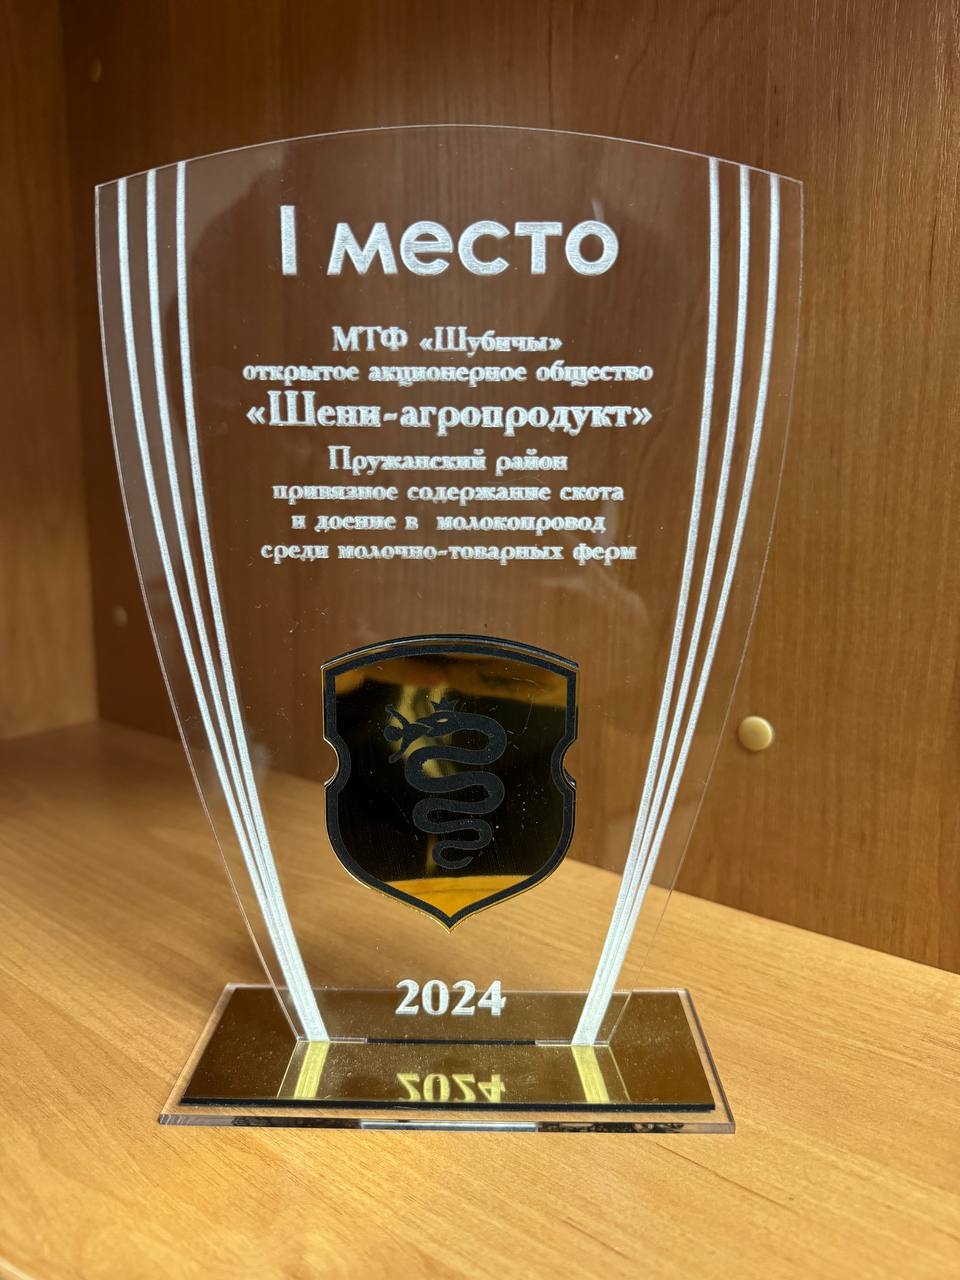 I место
МТФ «Шубичы»
открытое акционерное общество
«Шени-агропродукт»
Пружанский район
привязное содержание скота
и доение в молокопровод
среди молочно-товарных ферм
2024